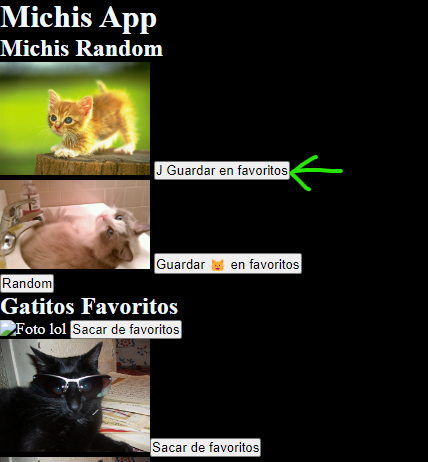 Michis App
Michis Random
J Guardar en favoritos
Guardar 😺 en favoritos
Random
Gatitos Favoritos
Foto lol Sacar de favoritos
Sacar de favoritos